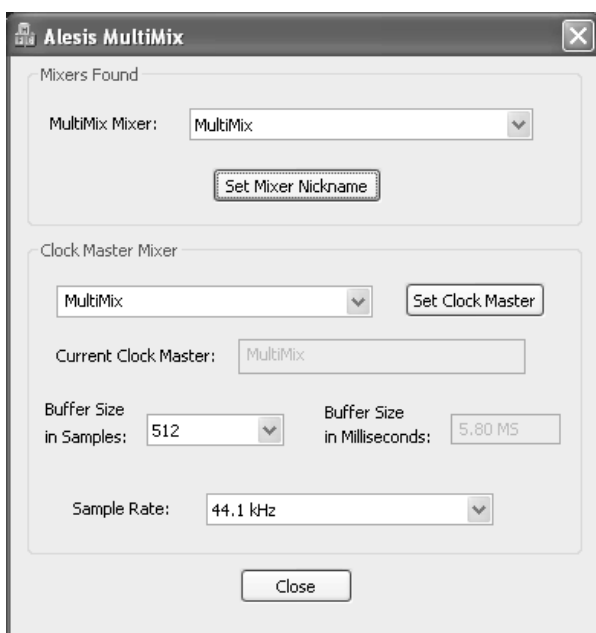 Alesis MultiMix
Mixers Found
MultiMix Mixer: MultiMix
Set Mixer Nickname
Clock Master Mixer
MultiMix Set Clock Master
Current Clock Master: MultiMix
Buffer Size
in Samples: 512
Buffer Size
in Milliseconds: 5.80 MS
Sample Rate: 44.1 kHz
Close